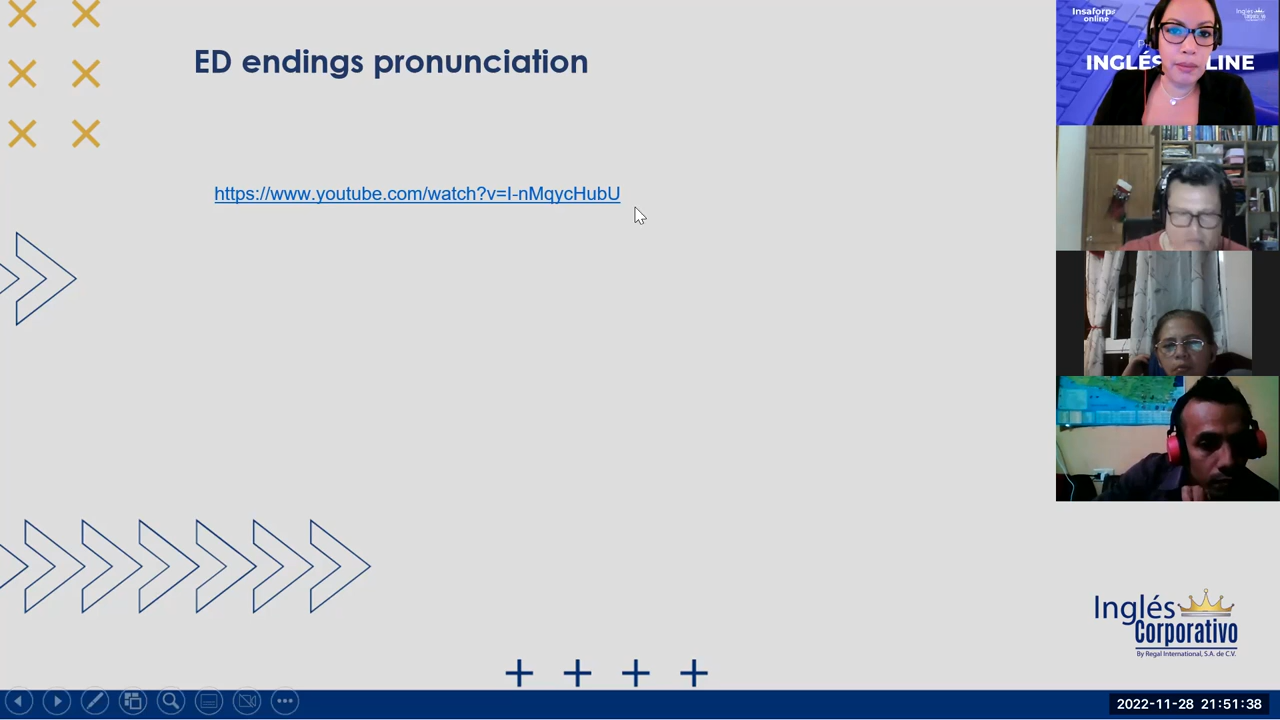 ED endings pronunciation
https://www.youtube.com/watch?v=I-nMqycHubU
Insaforp
online
Inglés
INGLÉS
LINE
Inglés
Corporativo
By Regal International, S.A. de C.V.
2022-11-28 21:51:38